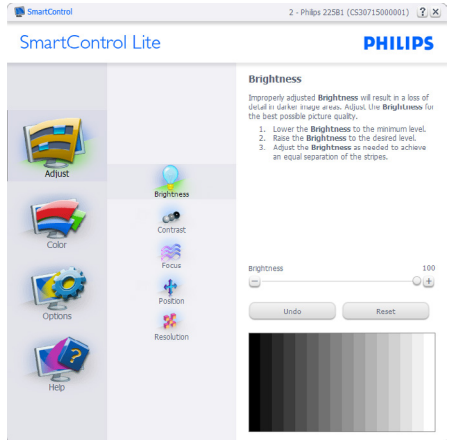 SmartControl
2 - Philips 225B1 (CS30715000001)
?
SmartControl Lite
PHILIPS
Adjust
Color
Options
Help
Brightness
Contrast
Focus
Position
Resolution
Brightness
Improperly adjusted Brightness will result in a loss of
detail in darker image areas. Adjust the Brightness for
the best possible picture quality.
1. Lower the Brightness to the minimum level.
2. Raise the Brightness to the desired level.
3. Adjust the Brightness as needed to achieve
an equal separation of the stripes.
Brightness 100
Undo
Reset